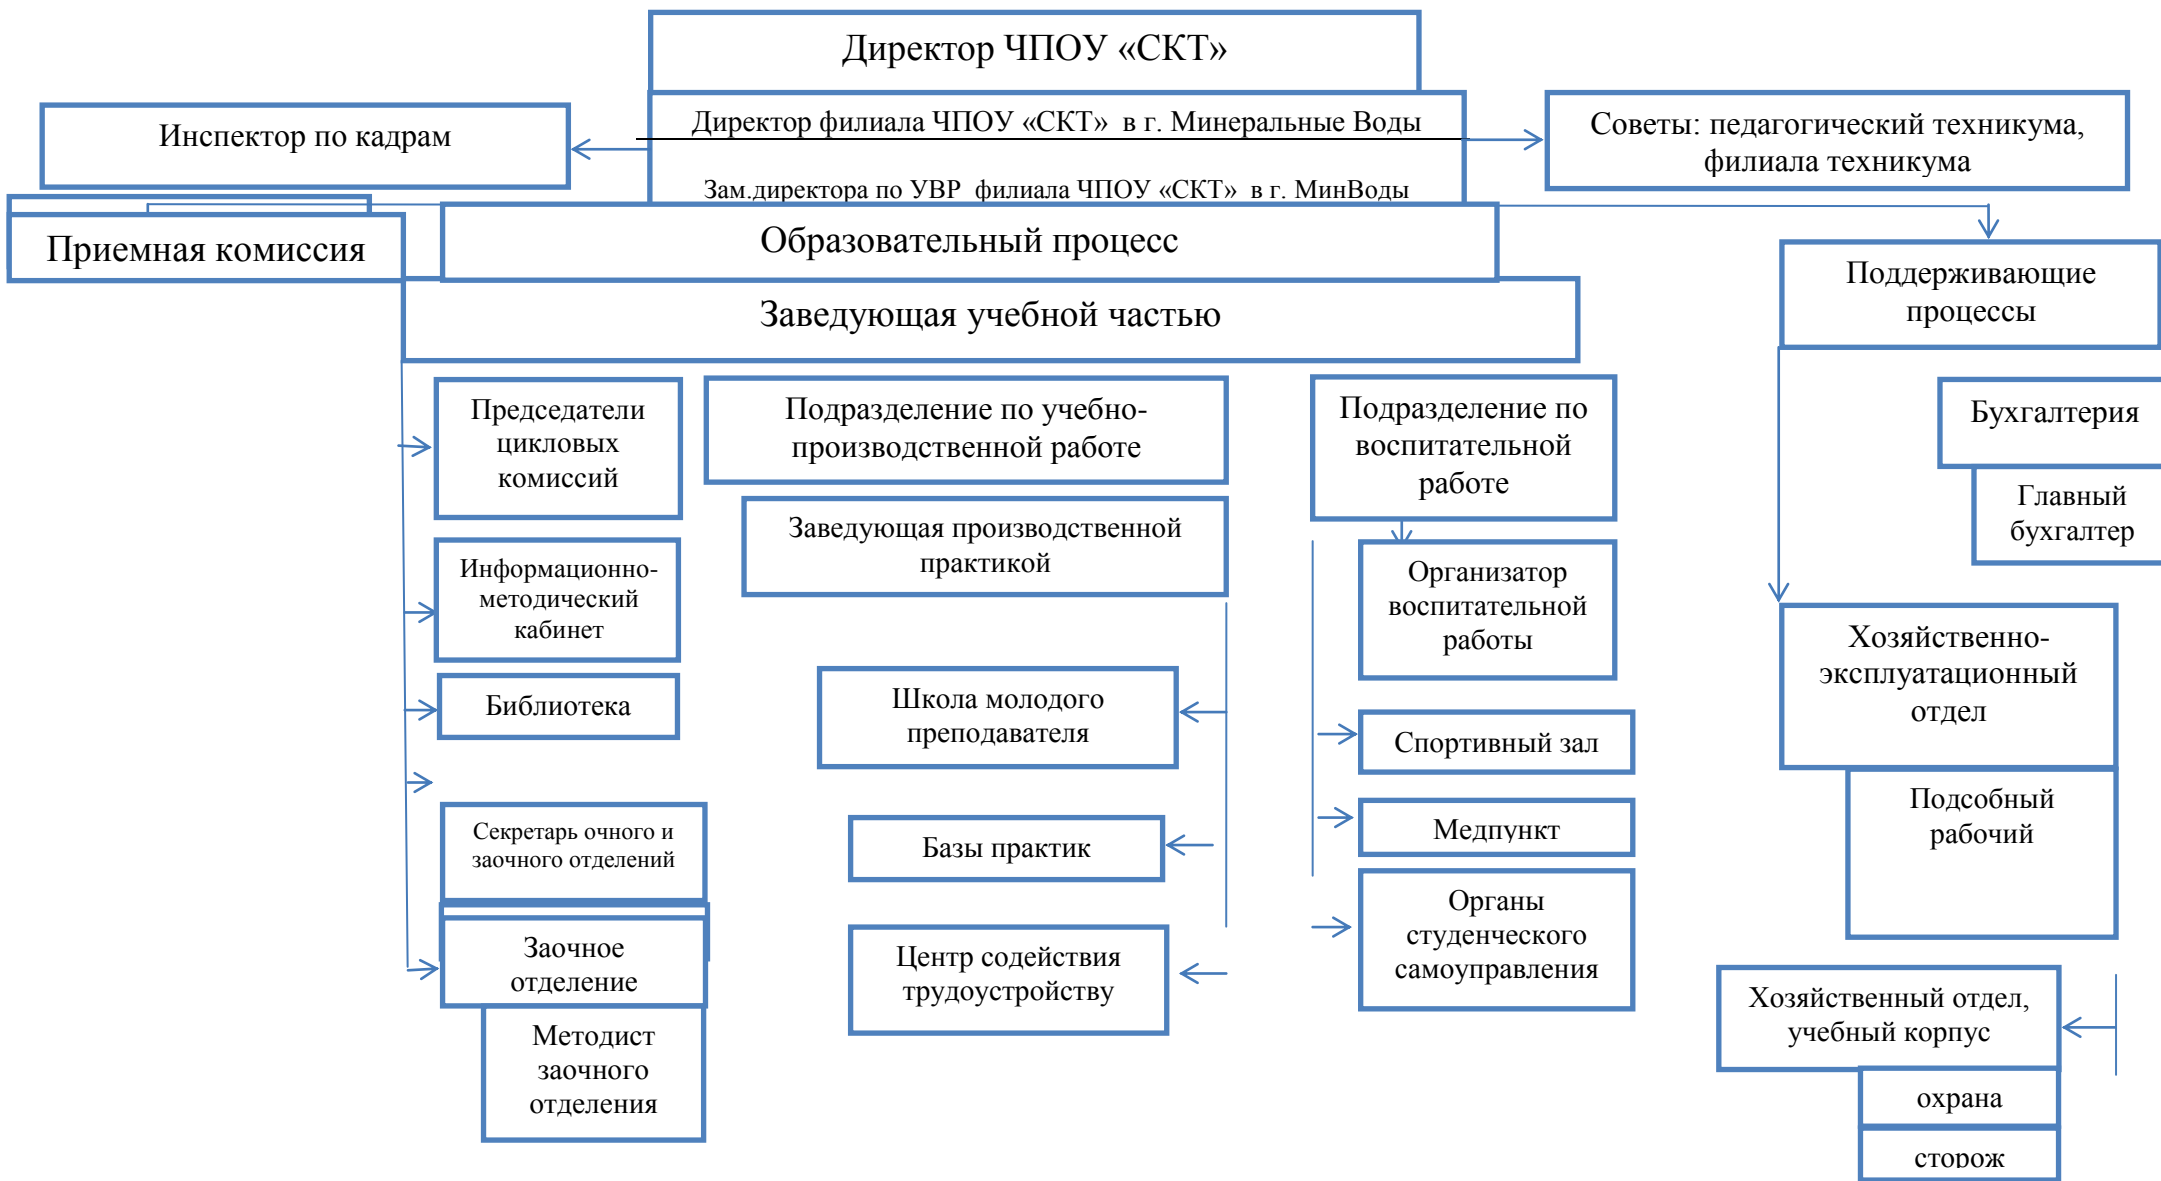 Директор ЧПОУ «СКТ»
Директор филиала ЧПОУ «СКТ» в г. Минеральные Воды
Зам.директора по УВР филиала ЧПОУ «СКТ» в г. МинВоды
Инспектор по кадрам
Советы: педагогический техникума,
филиала техникума
Приемная комиссия
Образовательный процесс
Заведующая учебной частью
Поддерживающие
процессы
Председатели
цикловых
комиссий
Информационно-
методический
кабинет
Библиотека
Секретарь очного и
заочного отделений
Заочное
отделение
Методист
заочного
отделения
Подразделение по учебно-
производственной работе
Заведующая производственной
практикой
Школа молодого
преподавателя
Базы практик
Центр содействия
трудоустройству
Подразделение по
воспитательной
работе
Организатор
воспитательной
работы
Спортивный зал
Медпункт
Органы
студенческого
самоуправления
Бухгалтерия
Главный
бухгалтер
Хозяйственно-
эксплуатационный
отдел
Подсобный
рабочий
Хозяйственный отдел,
учебный корпус
охрана
сторож